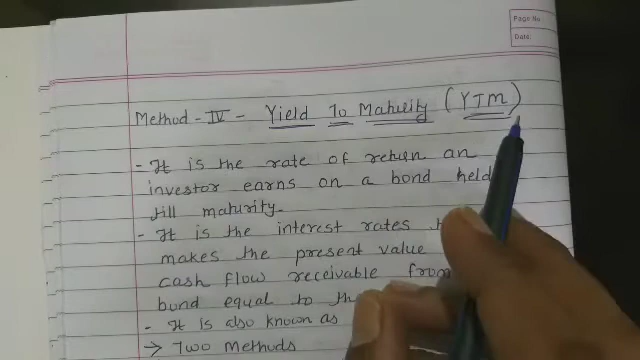 Page No
Date:
Method - IV - Yield To Maturity (YTM)
- It is the rate of return an
investor earns on a bond held
till maturity.
- It is the interest rates
makes the present value
cash flow receivable from
bond equal to
- It is also known as
→ Two Methods